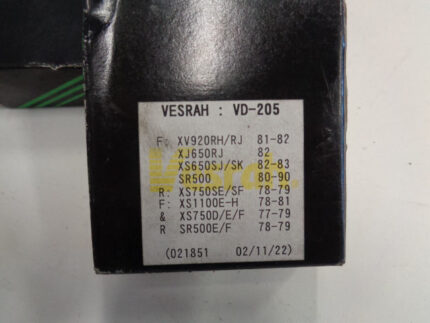 VESRAH : VD-205
F: XV920RH/RJ 81-82
XJ650RJ 82
XS650SJ/SK 82-83
SR500 80-90
R: XS750SE/SF 78-79
F: XS1100E-H 78-81
& XS750D/E/F 77-79
R SR500E/F 78-79
(021851 02/11/22)
Vesrah